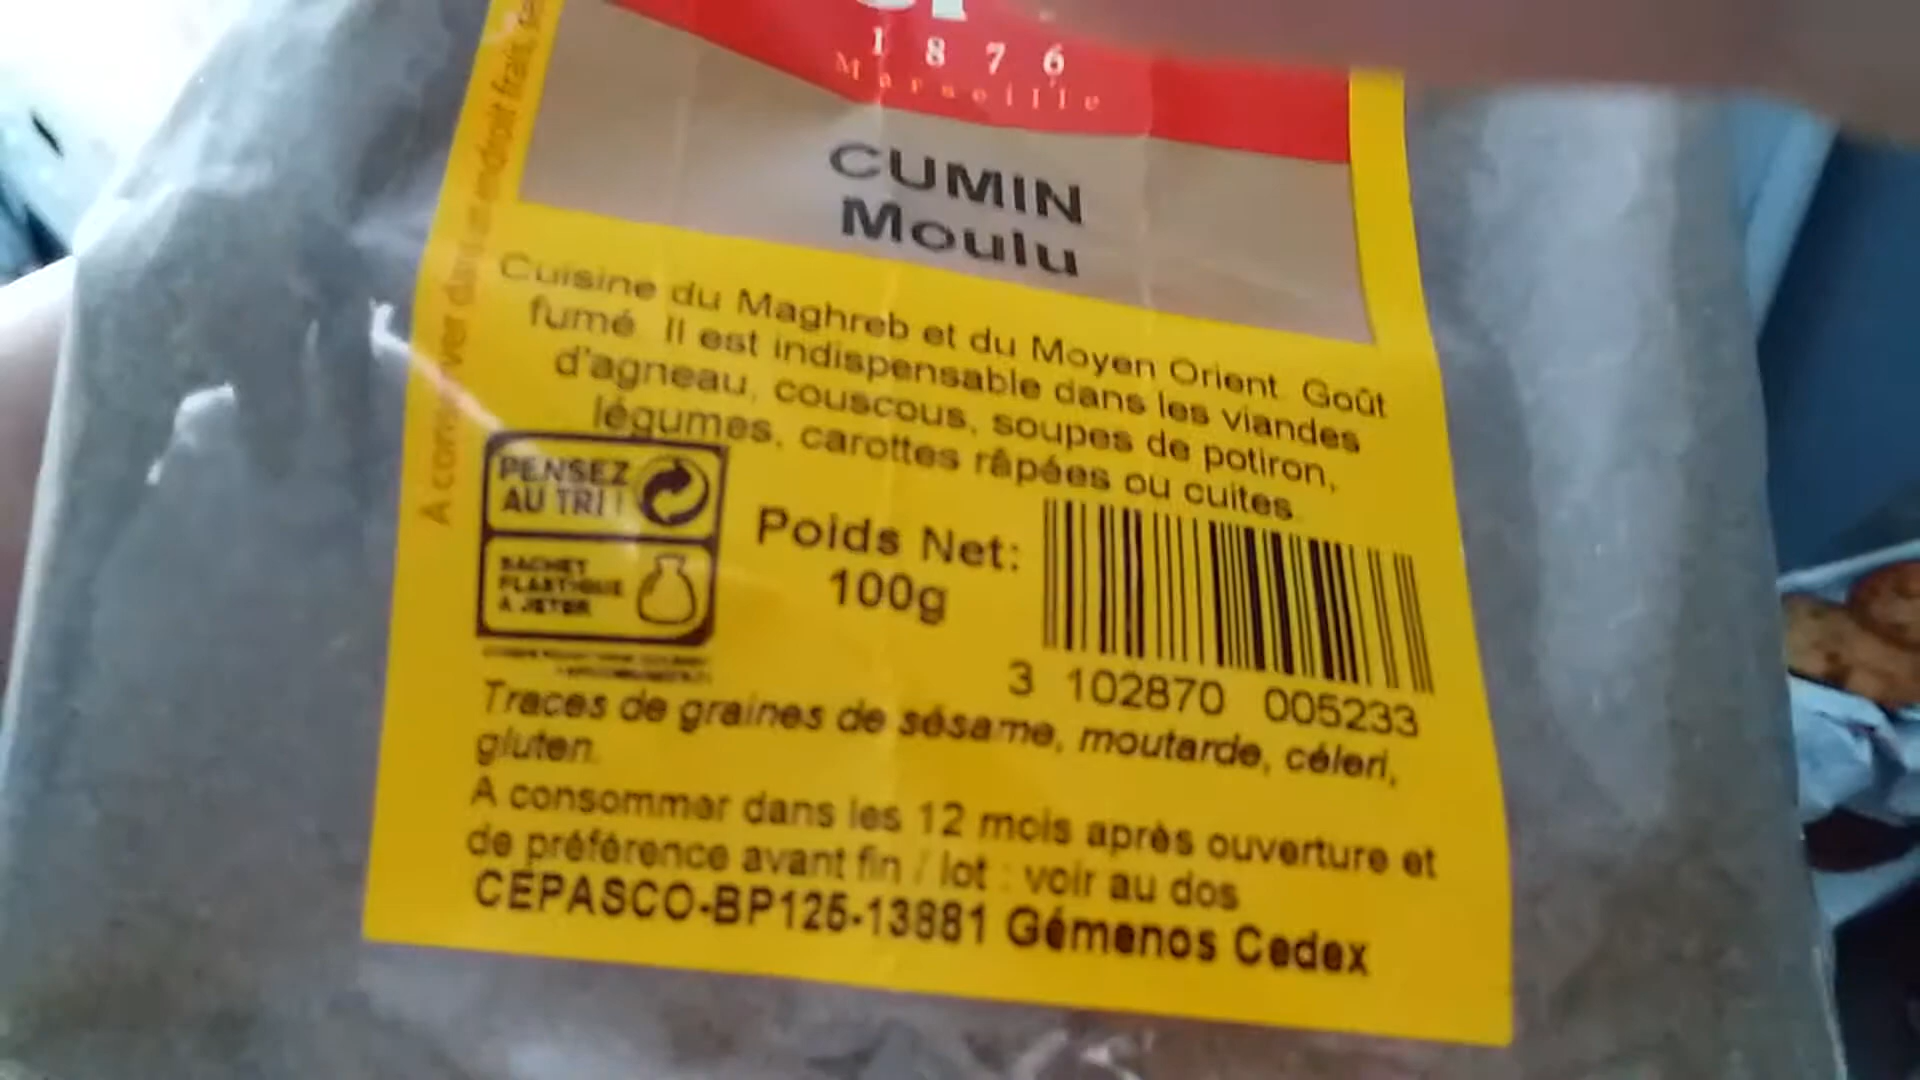 1876
Marseille
CUMIN
Moulu
Cuisine du Maghreb et du Moyen Orient Goût
fumé Il est indispensable dans les viandes
d'agneau, couscous, soupes de potiron,
légumes, carottes râpées ou cuites.
PENSEZ
AU TRI !
SACHET
PLASTIQUE
À JETER
Poids Net:
100g
3 102870 005233
Traces de graines de sésame, moutarde, céleri,
gluten.
A consommer dans les 12 mois après ouverture et
de préférence avant fin / lot : voir au dos
CEPASCO-BP125-13881 Gémenos Cedex
A conserver dans un endroit frais,